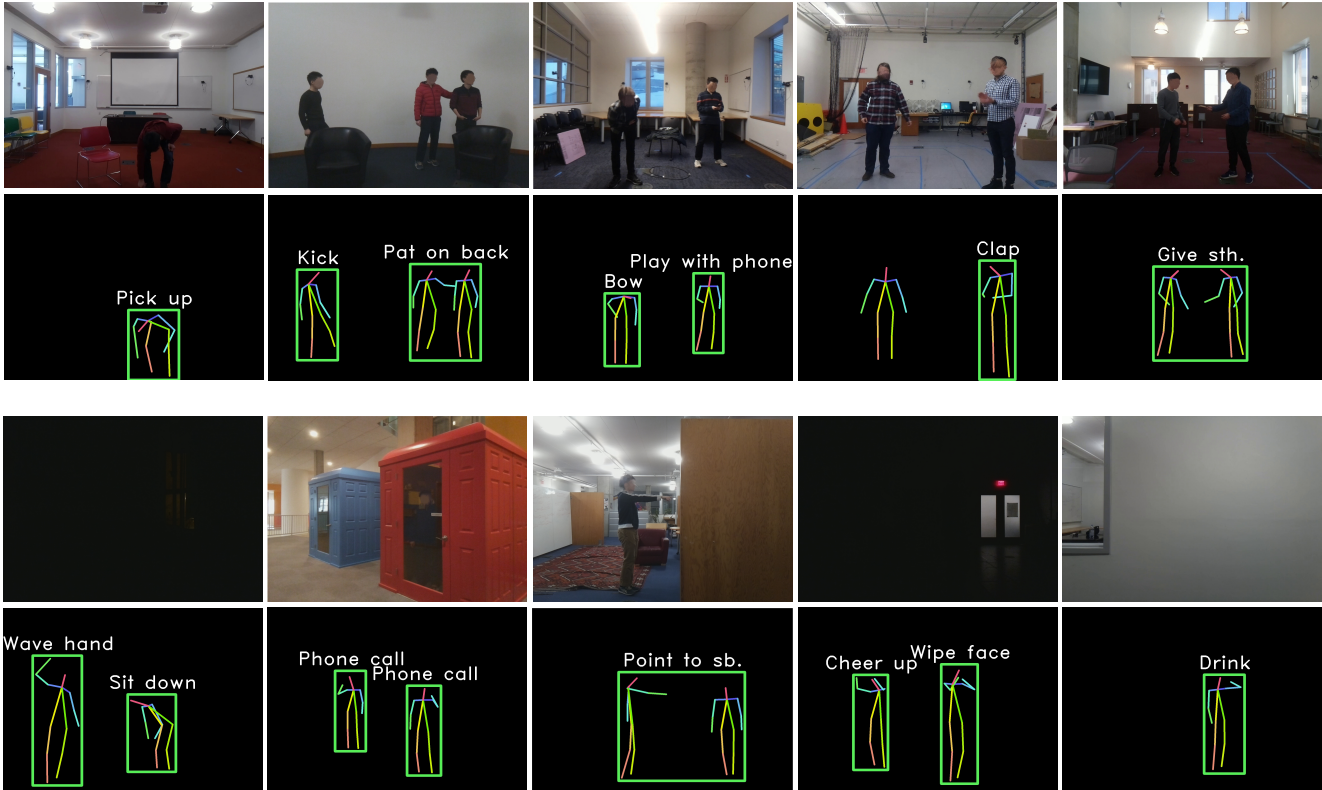 Pick up
Kick
Pat on back
Bow
Play with phone
Clap
Give sth.
Wave hand
Sit down
Phone call
Phone call
Point to sb.
Cheer up
Wipe face
Drink